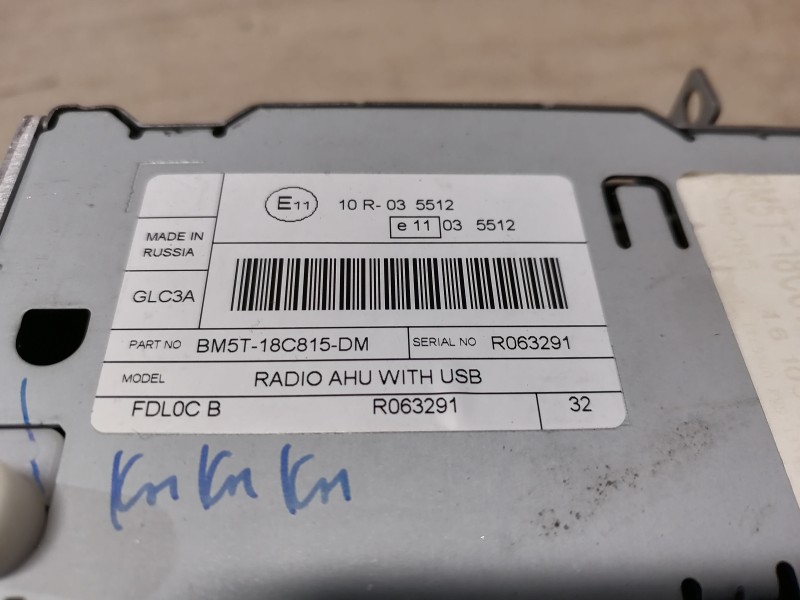 E11 10 R- 03 5512
e 11 03 5512
MADE IN
RUSSIA
GLC3A
PART NO BM5T-18C815-DM SERIAL NO R063291
MODEL RADIO AHU WITH USB
FDL0C B R063291 32